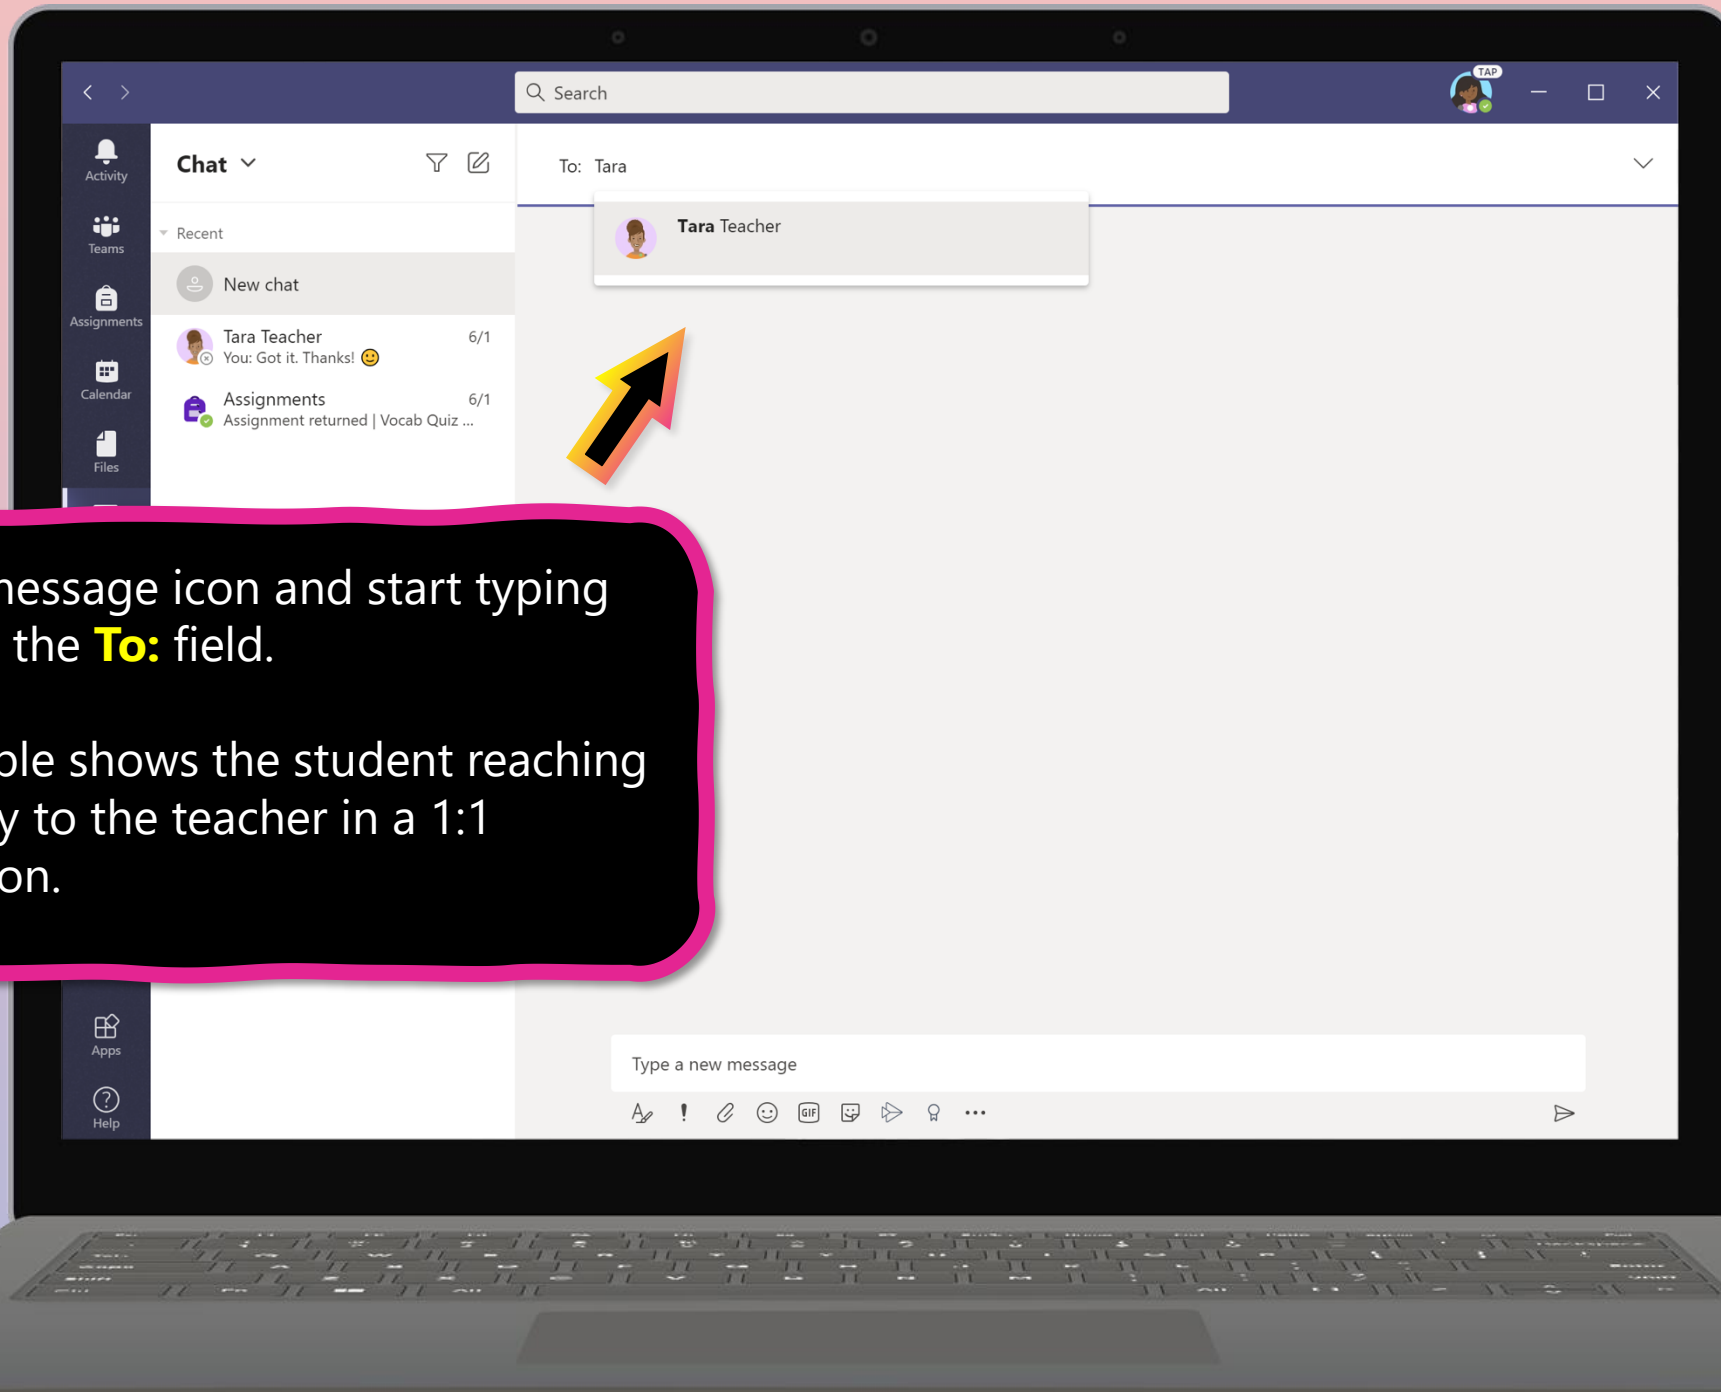 Search
TAP
Activity
Chat
To: Tara
Teams
Recent
Tara Teacher
New chat
Assignments
Tara Teacher 6/1
You: Got it. Thanks!
Calendar
Assignments 6/1
Assignment returned | Vocab Quiz ...
Files
message icon and start typing
the To: field.
shows the student reaching
to the teacher in a 1:1
Apps
Help
Type a new message
GIF